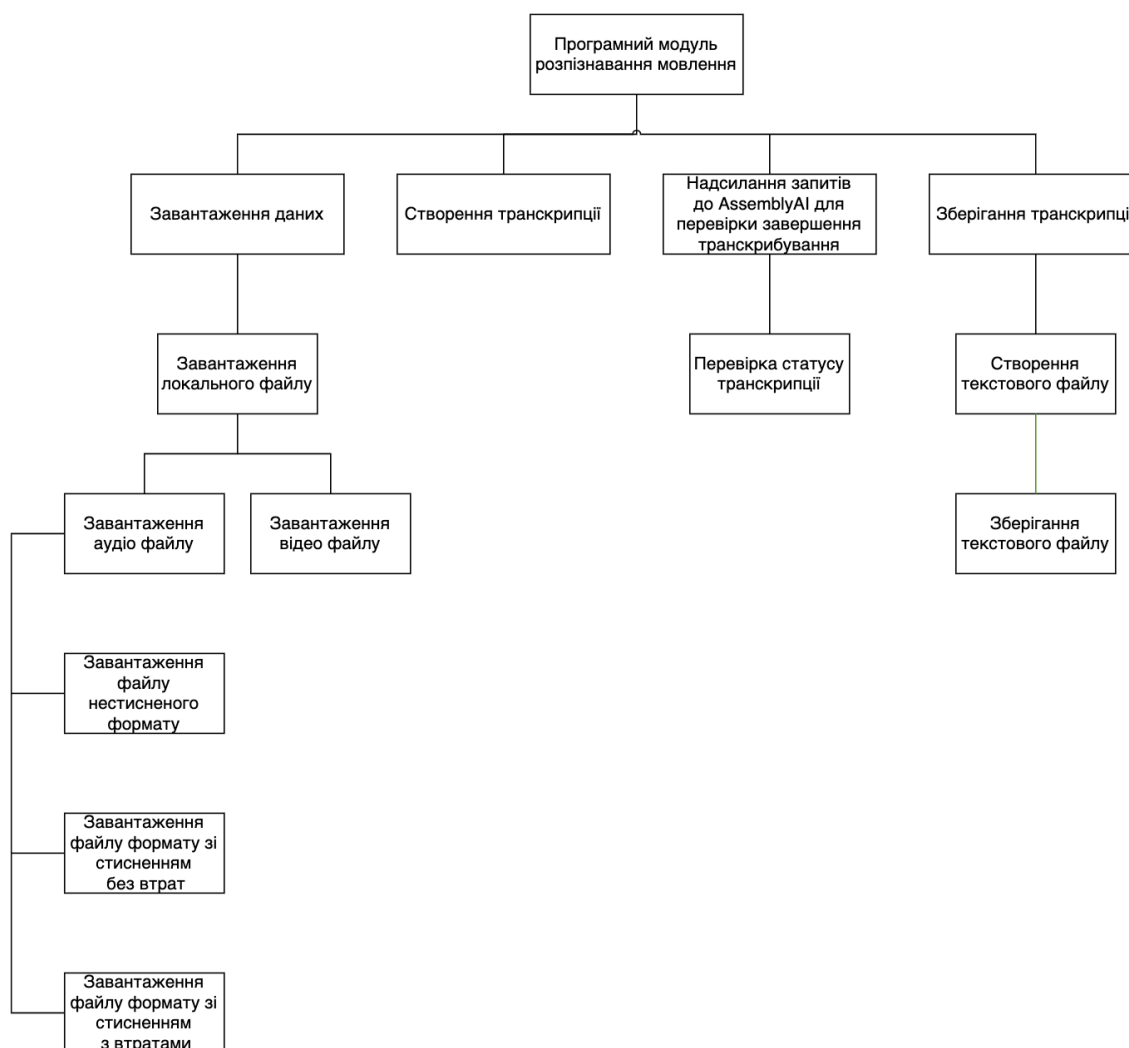 Програмний модуль
розпізнавання мовлення
Завантаження даних
Створення транскрипції
Надсилання запитів
до AssemblyAI для
перевірки завершення
транскрибування
Зберігання транскрипці
Завантаження
локального файлу
Перевірка статусу
транскрипції
Створення
текстового файлу
Завантаження
аудіо файлу
Завантаження
відео файлу
Зберігання
текстового файлу
Завантаження
файлу
нестисненого
формату
Завантаження
файлу формату зі
стисненням
без втрат
Завантаження
файлу формату зі
стисненням
з втратами